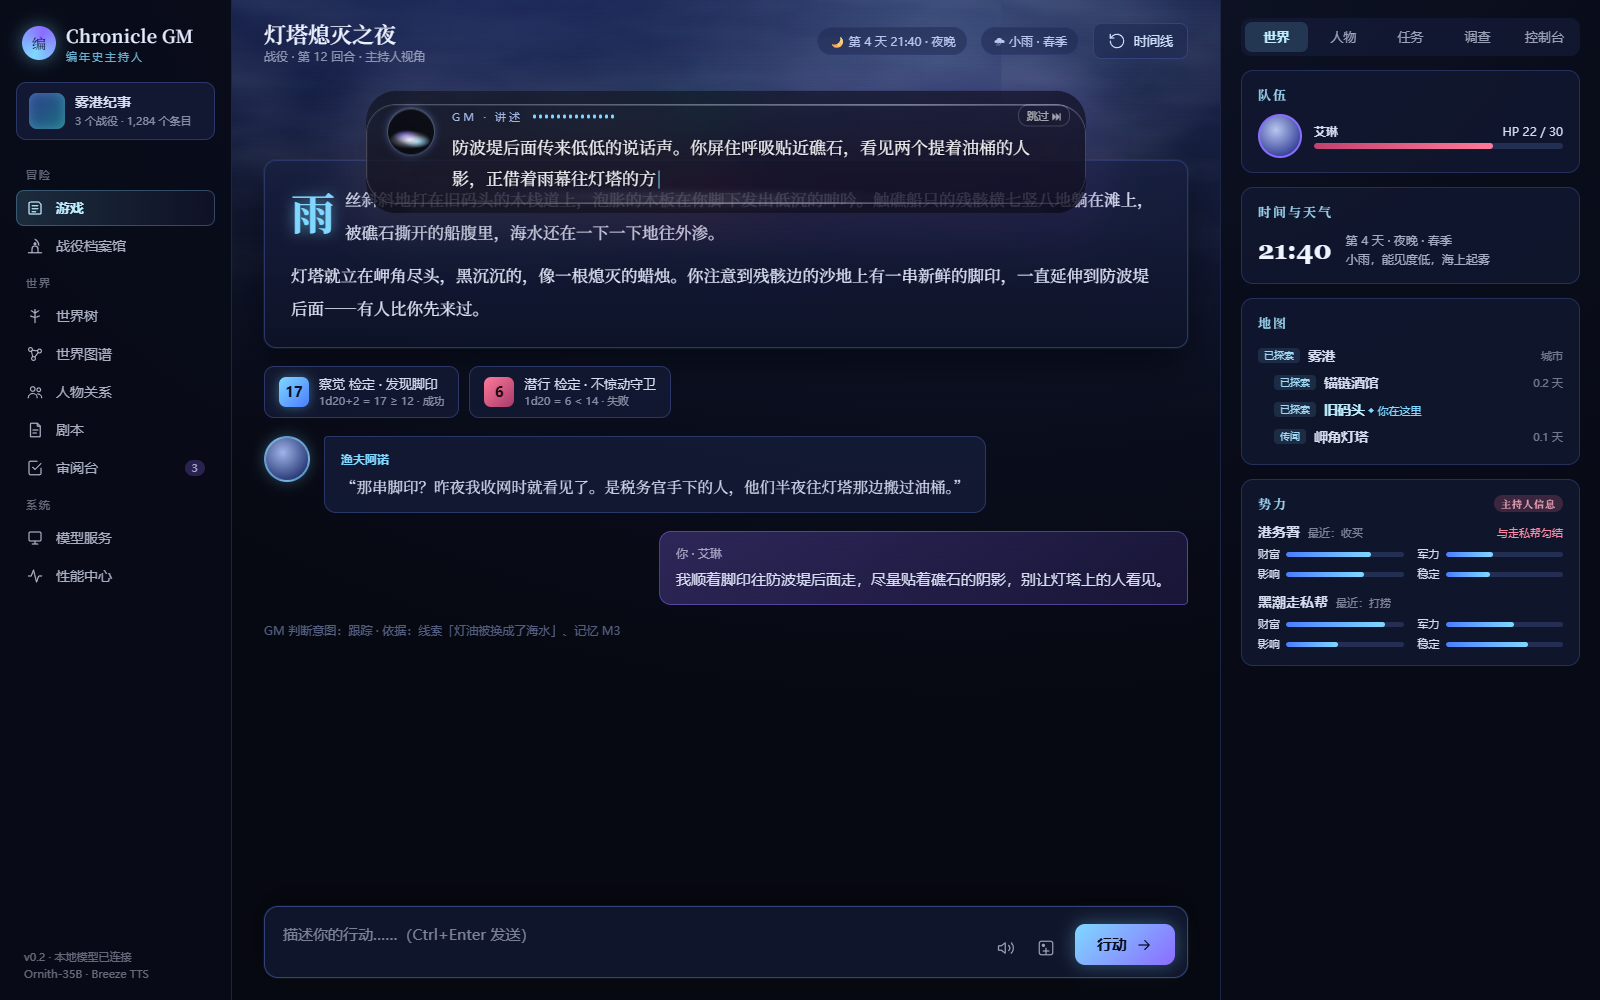 编
Chronicle GM
编年史主持人
雾港纪事
3 个战役 · 1,284 个条目
冒险
游戏
战役档案馆
世界
世界树
世界图谱
人物关系
剧本
审阅台
3
系统
模型服务
性能中心
v0.2 · 本地模型已连接
Ornith-35B · Breeze TTS
灯塔熄灭之夜
战役 · 第 12 回合 · 主持人视角
第 4 天 21:40 · 夜晚
小雨 · 春季
时间线
GM · 讲述
跳过
防波堤后面传来低低的说话声。你屏住呼吸贴近礁石，看见两个提着油桶的人
影，正借着雨幕往灯塔的方
雨
丝斜斜地打在旧码头的木栈道上，泡胀的木板在你脚下发出低沉的呻吟。触礁船只的残骸横七竖八地躺在滩上，
被礁石撕开的船腹里，海水还在一下一下地往外渗。
灯塔就立在岬角尽头，黑沉沉的，像一根熄灭的蜡烛。你注意到残骸边的沙地上有一串新鲜的脚印，一直延伸到防波堤
后面——有人比你先来过。
17
察觉 检定 · 发现脚印
1d20+2 = 17 ≥ 12 · 成功
6
潜行 检定 · 不惊动守卫
1d20 = 6 < 14 · 失败
渔夫阿诺
“那串脚印？昨夜我收网时就看见了。是税务官手下的人，他们半夜往灯塔那边搬过油桶。”
你 · 艾琳
我顺着脚印往防波堤后面走，尽量贴着礁石的阴影，别让灯塔上的人看见。
GM 判断意图：跟踪 · 依据：线索「灯油被换成了海水」、记忆 M3
描述你的行动……（Ctrl+Enter 发送）
行动
世界 人物 任务 调查 控制台
队伍
艾琳
HP 22 / 30
时间与天气
21:40
第 4 天 · 夜晚 · 春季
小雨，能见度低，海上起雾
地图
已探索 雾港 城市
已探索 锚链酒馆 0.2 天
已探索 旧码头 · 你在这里
传闻 岬角灯塔 0.1 天
势力
主持人信息
港务署 最近：收买 与走私帮勾结
财富 军力
影响 稳定
黑潮走私帮 最近：打捞
财富 军力
影响 稳定